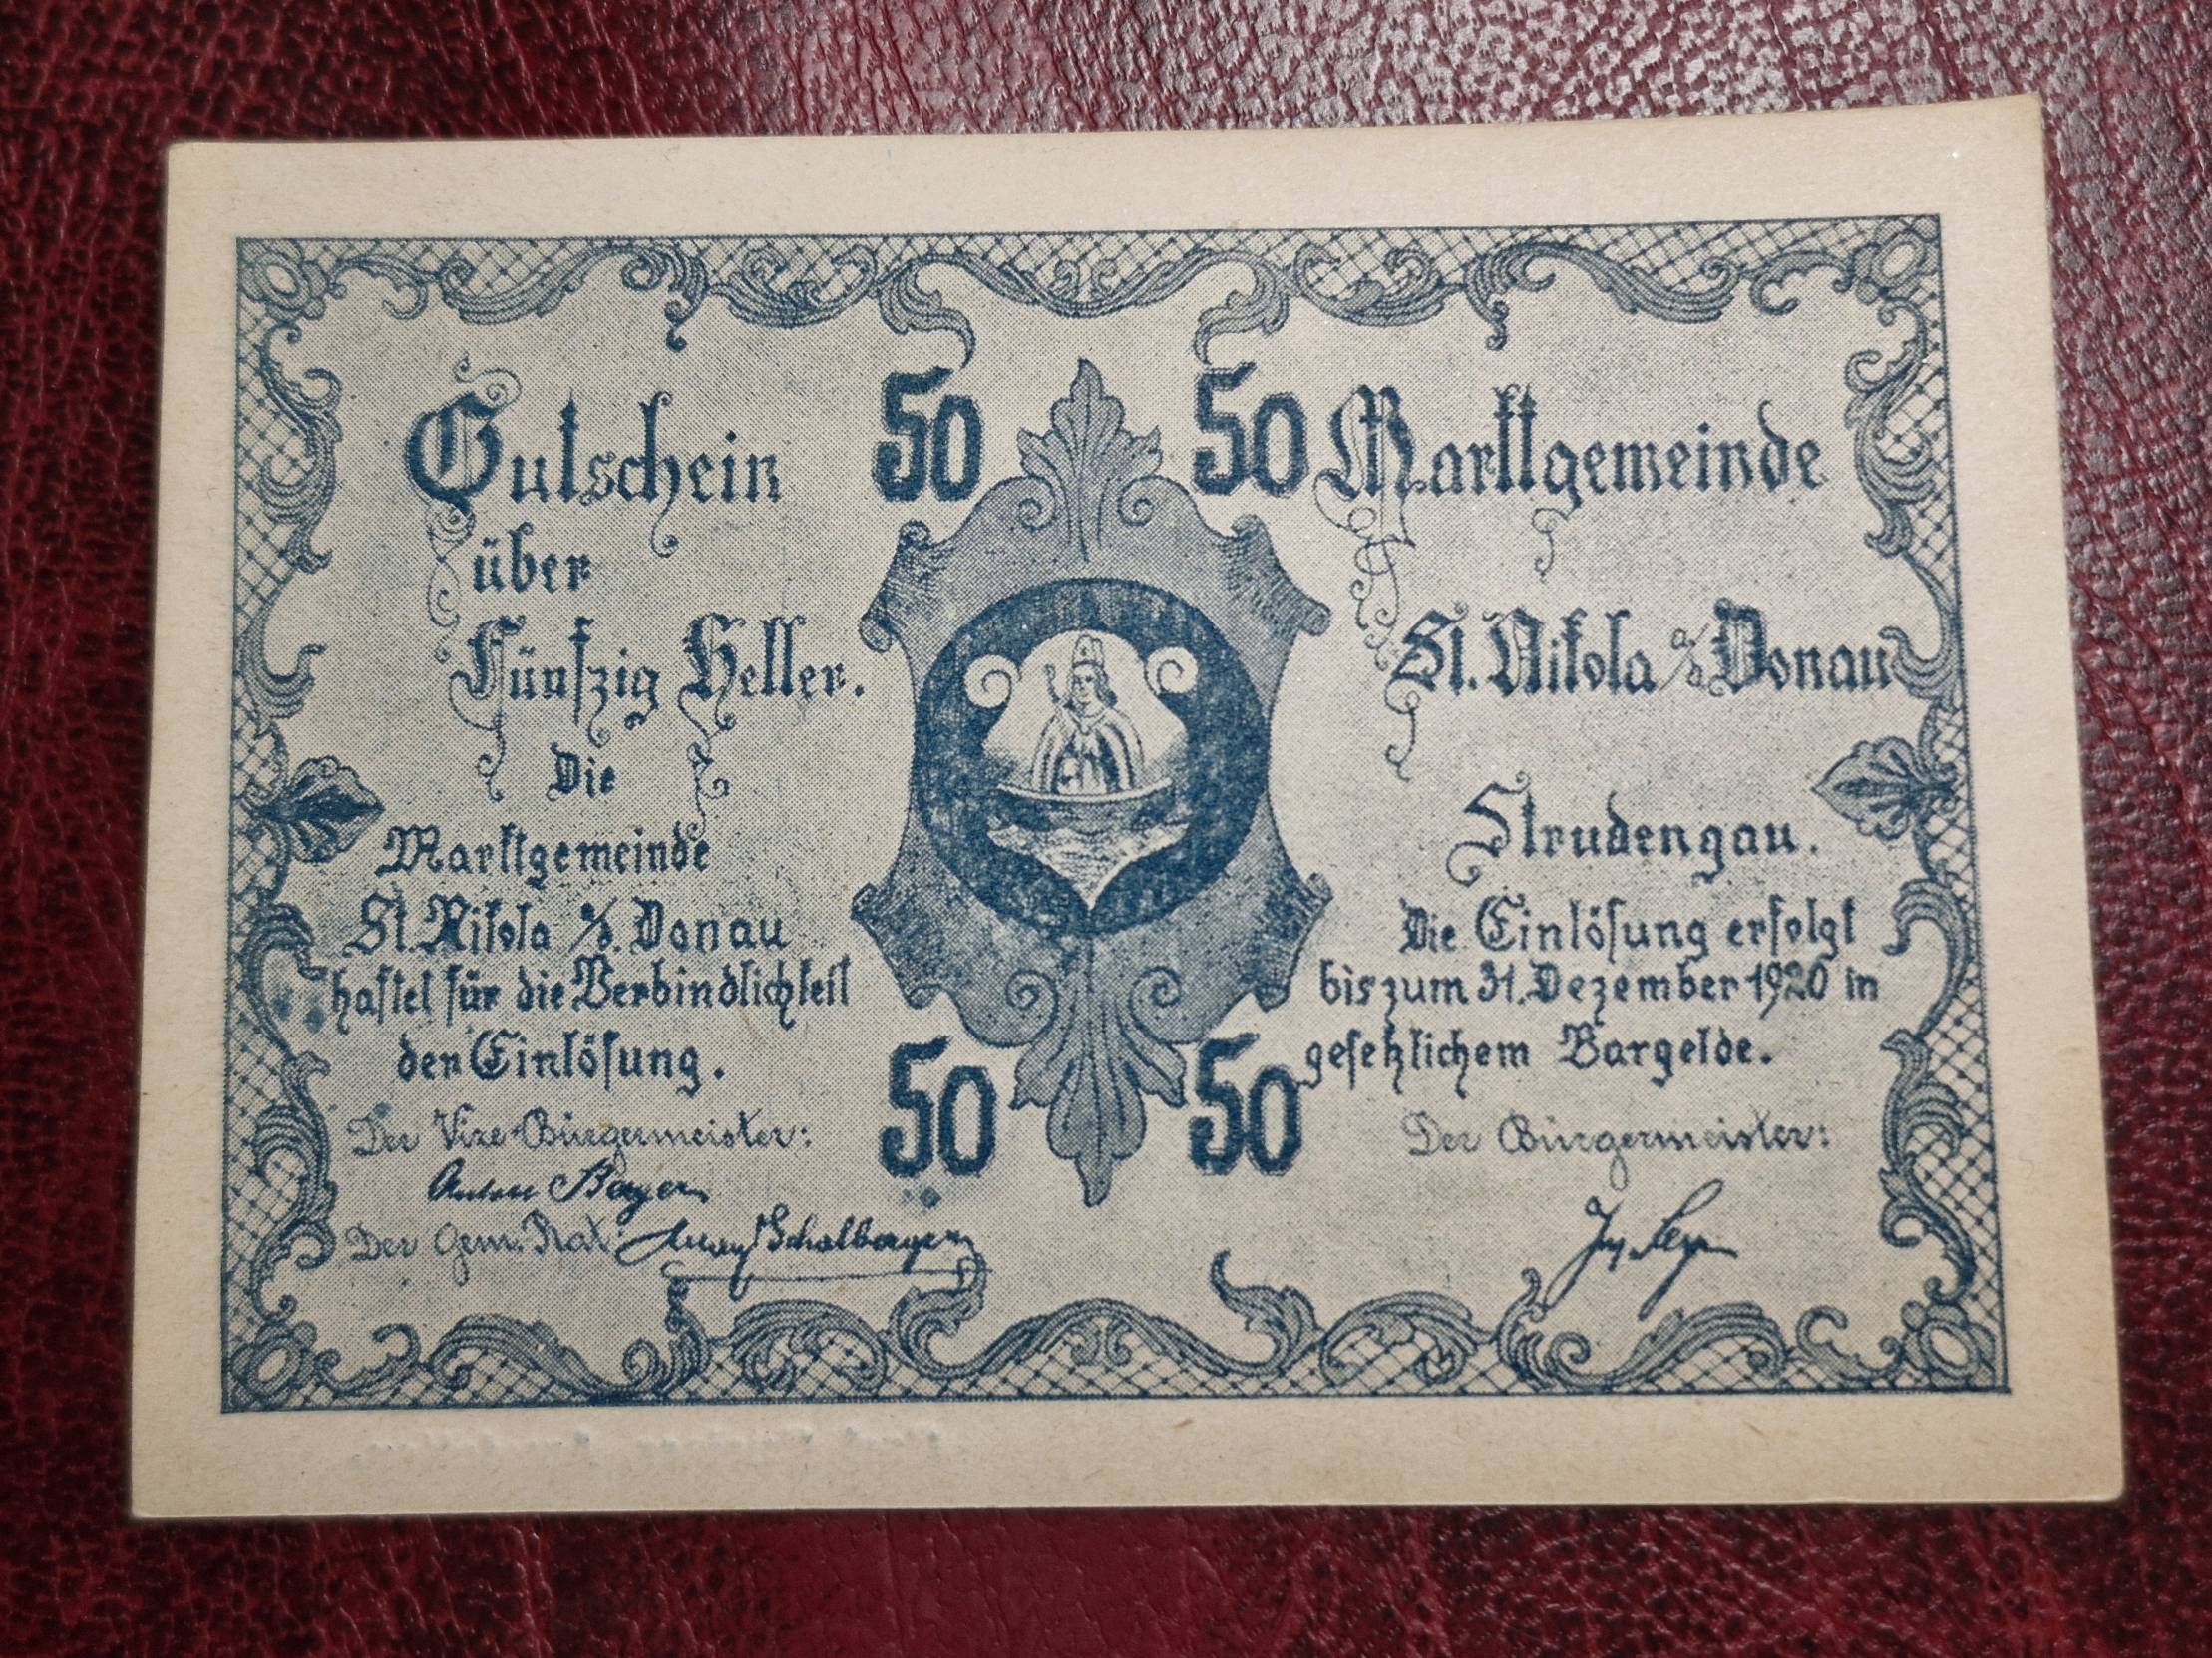 50
50
Gutschein
über
Fünfzig Heller.
Die
Marktgemeinde
St. Nikola a/D. Donau
haftet für die Verbindlichkeit
der Einlösung.
Der Vize-Bürgermeister:
Der Gem. Rat:
Schalberger
Marktgemeinde
St. Nikola a/D Donau
Strudengau.
Die Einlösung erfolgt
bis zum 31. Dezember 1920 in
gesetzlichem Bargelde.
Der Bürgermeister:
50
50